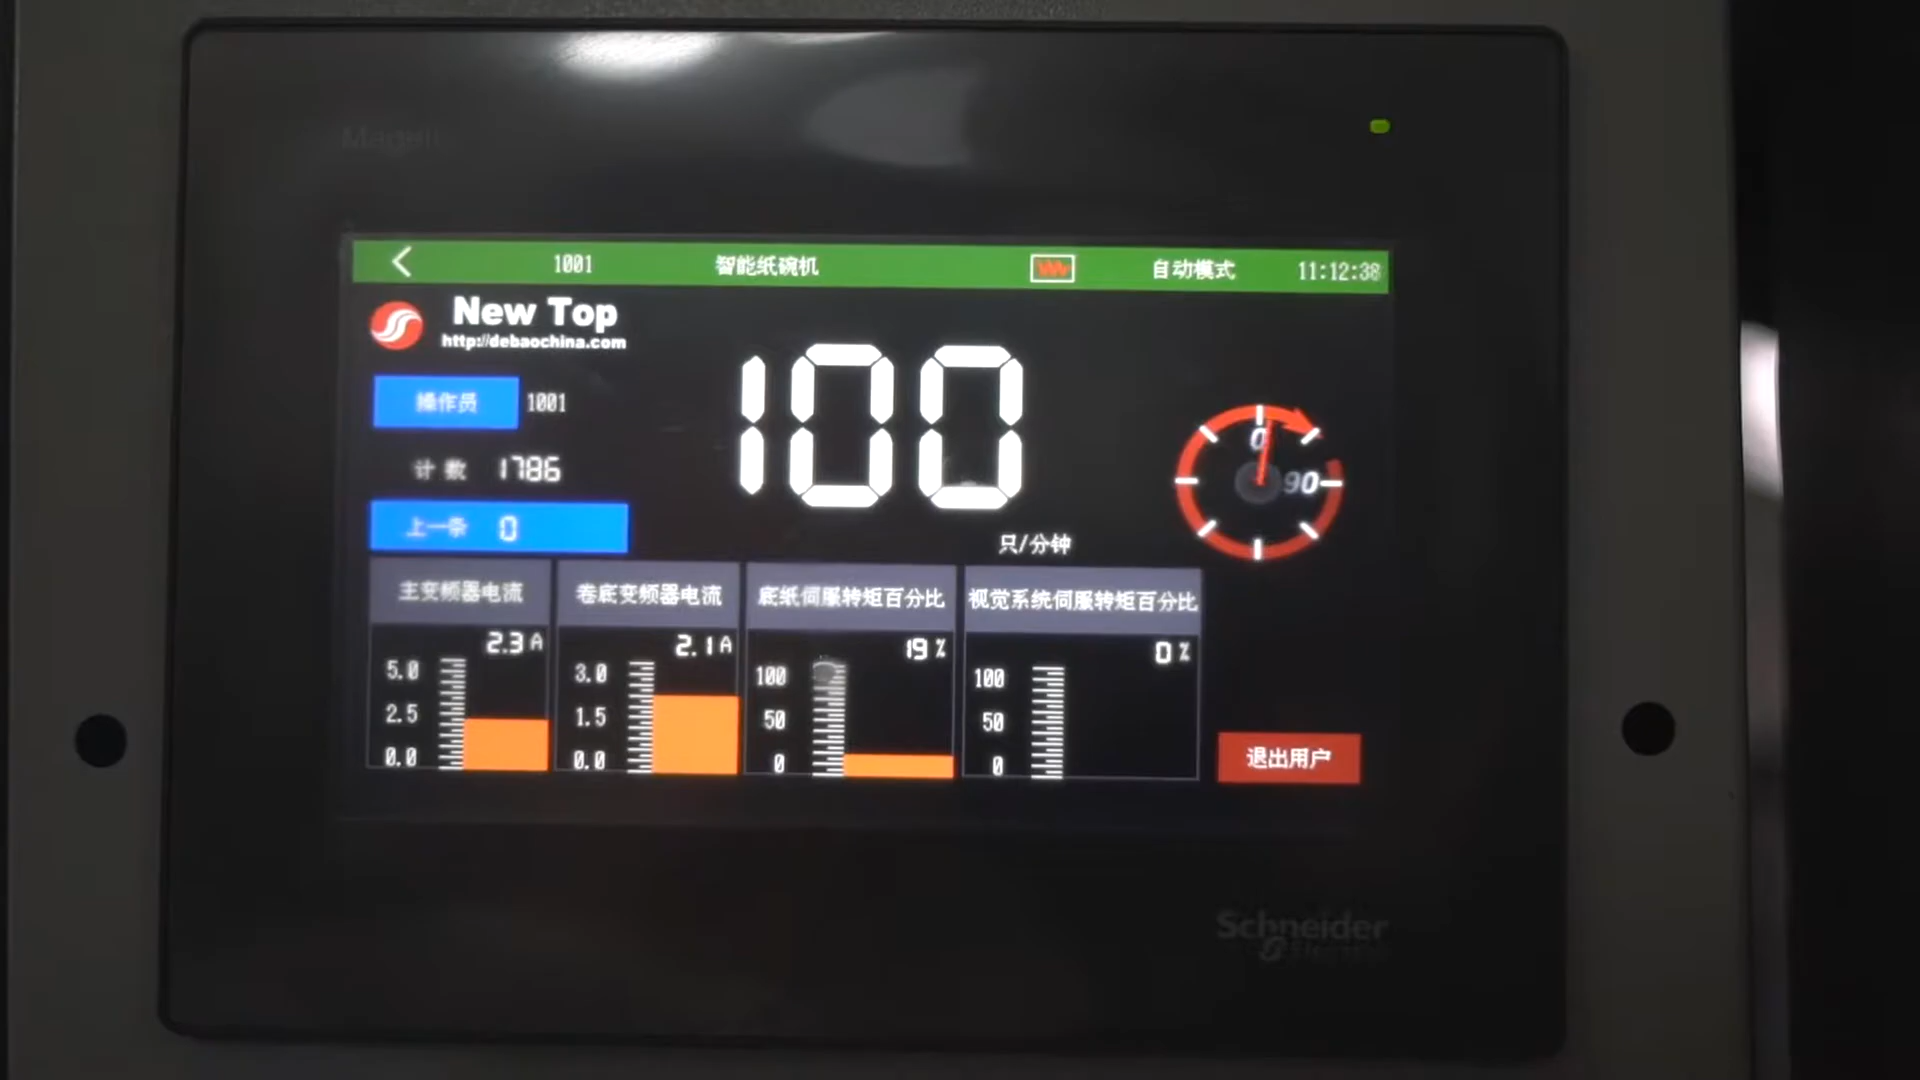 Magelis
1001 智能纸碗机 自动模式 11:12:38
New Top
http://debaochina.com
操作员 1001
计数 1786
上一条 0
100
只/分钟
0
90
主变频器电流
2.3 A
5.0
2.5
0.0
卷底变频器电流
2.1 A
3.0
1.5
0.0
底纸伺服转矩百分比
19 %
100
50
0
视觉系统伺服转矩百分比
0 %
100
50
0
退出用户
Schneider
Electric